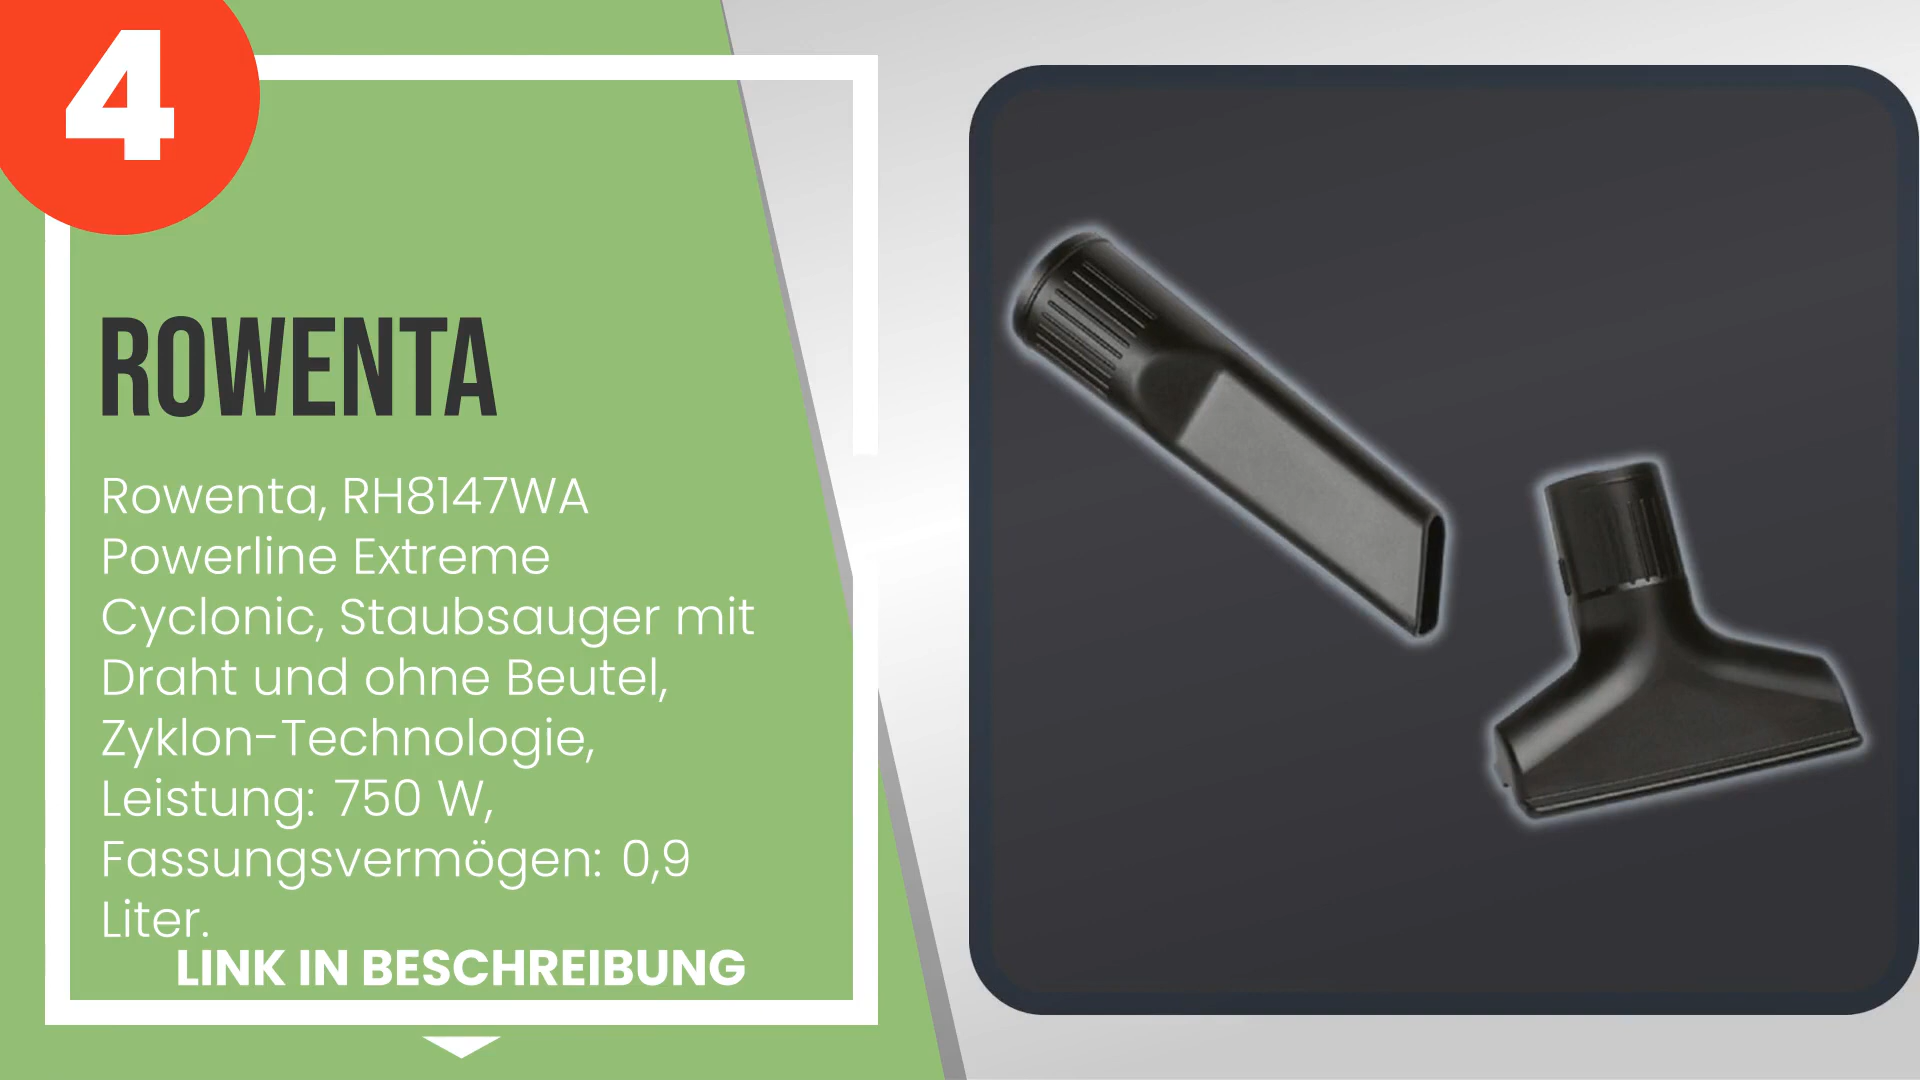 4
ROWENTA
Rowenta, RH8147WA
Powerline Extreme
Cyclonic, Staubsauger mit
Draht und ohne Beutel,
Zyklon-Technologie,
Leistung: 750 W,
Fassungsvermögen: 0,9
Liter.
LINK IN BESCHREIBUNG